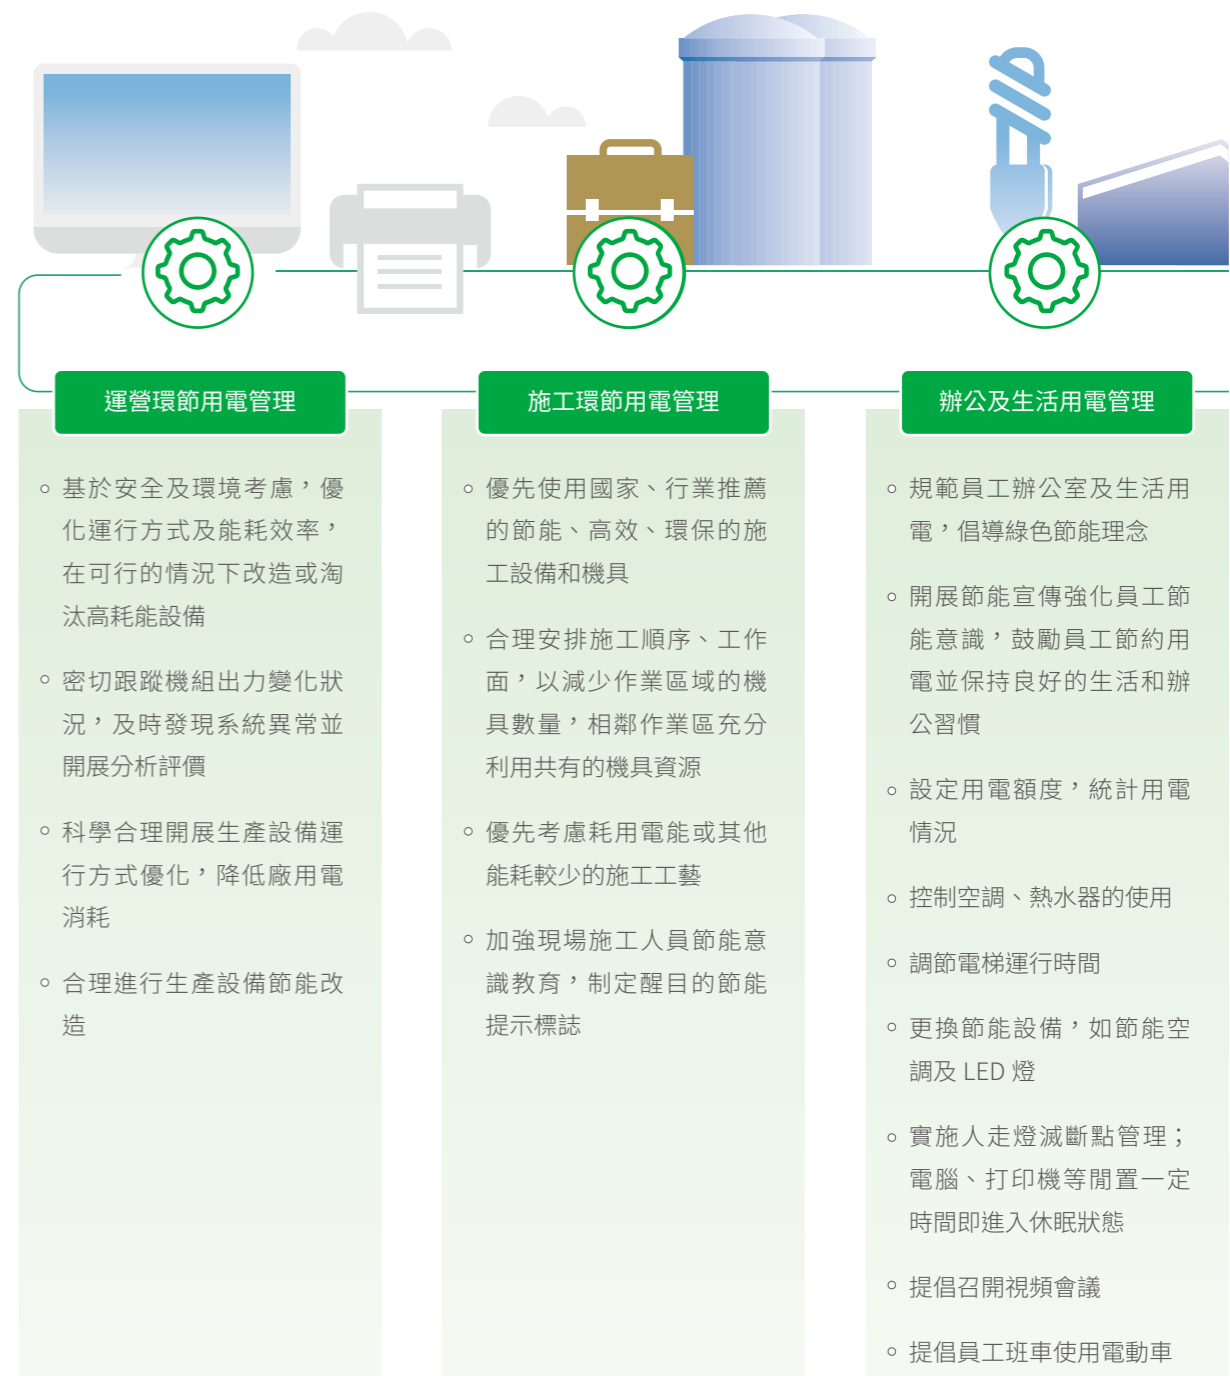 運營環節用電管理
基於安全及環境考慮，優
化運行方式及能耗效率，
在可行的情況下改造或淘
汰高耗能設備
密切跟蹤機組出力變化狀
況，及時發現系統異常並
開展分析評價
科學合理開展生產設備運
行方式優化，降低廠用電
消耗
合理進行生產設備節能改
造
施工環節用電管理
優先使用國家、行業推薦
的節能、高效、環保的施
工設備和機具
合理安排施工順序、工作
面，以減少作業區域的機
具數量，相鄰作業區充分
利用共有的機具資源
優先考慮耗用電能或其他
能耗較少的施工工藝
加強現場施工人員節能意
識教育，制定醒目的節能
提示標誌
辦公及生活用電管理
規範員工辦公室及生活用
電，倡導綠色節能理念
開展節能宣傳強化員工節
能意識，鼓勵員工節約用
電並保持良好的生活和辦
公習慣
設定用電額度，統計用電
情況
控制空調、熱水器的使用
調節電梯運行時間
更換節能設備，如節能空
調及 LED 燈
實施人走燈滅斷點管理；
電腦、打印機等閒置一定
時間即進入休眠狀態
提倡召開視頻會議
提倡員工班車使用電動車